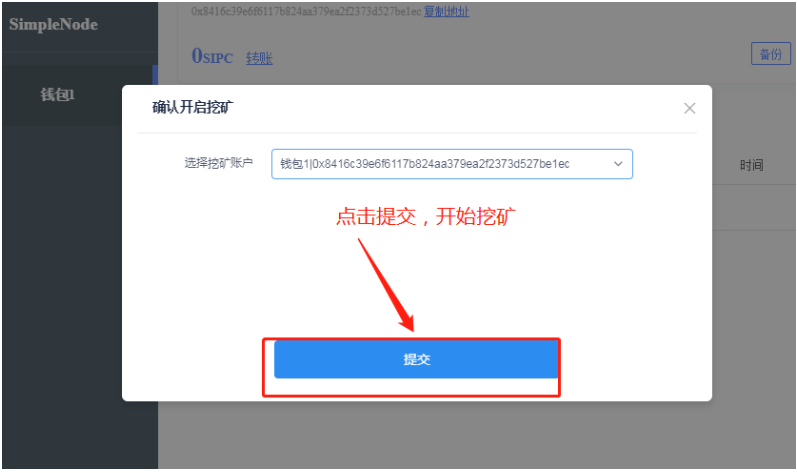 SimpleNode
0x8416c39e6f6117b824aa379ea2f2373d527be1ec 复制地址
0SIPC 转账
备份
钱包1
确认开启挖矿
选择挖矿账户 钱包1|0x8416c39e6f6117b824aa379ea2f2373d527be1ec
时间
点击提交，开始挖矿
提交